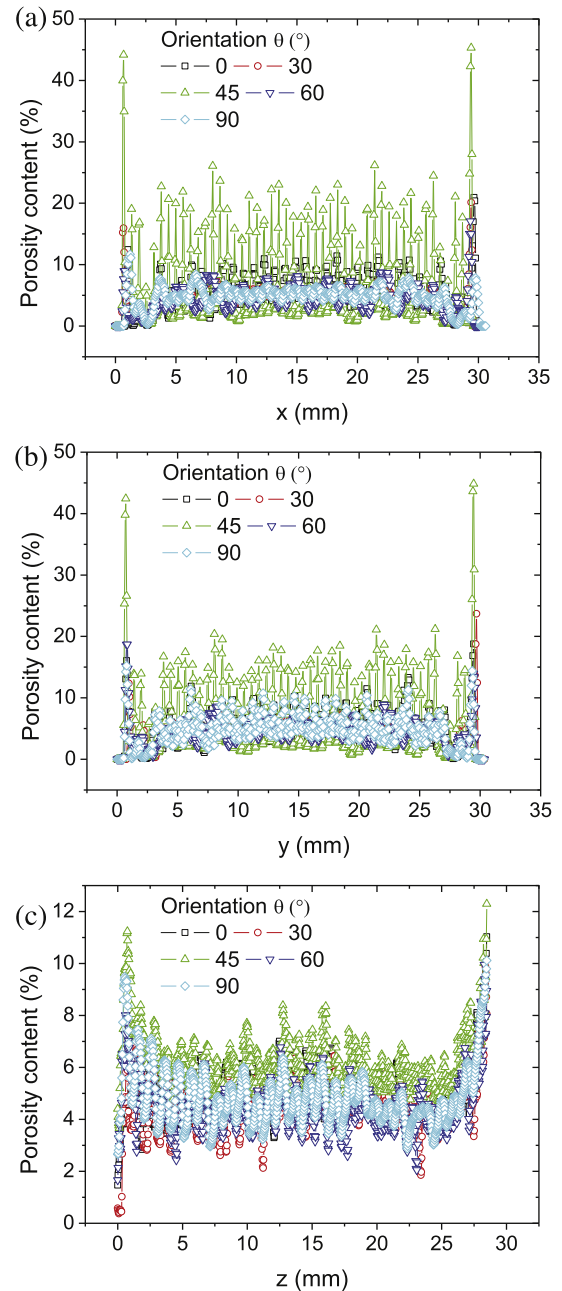 (a)
50
40
30
20
10
0
Porosity content (%)
Orientation θ (°)
0 30
45 60
90
0 5 10 15 20 25 30 35
x (mm)
(b)
50
40
30
20
10
0
Porosity content (%)
Orientation θ (°)
0 30
45 60
90
0 5 10 15 20 25 30 35
y (mm)
(c)
12
10
8
6
4
2
0
Porosity content (%)
Orientation θ (°)
0 30
45 60
90
0 5 10 15 20 25 30
z (mm)